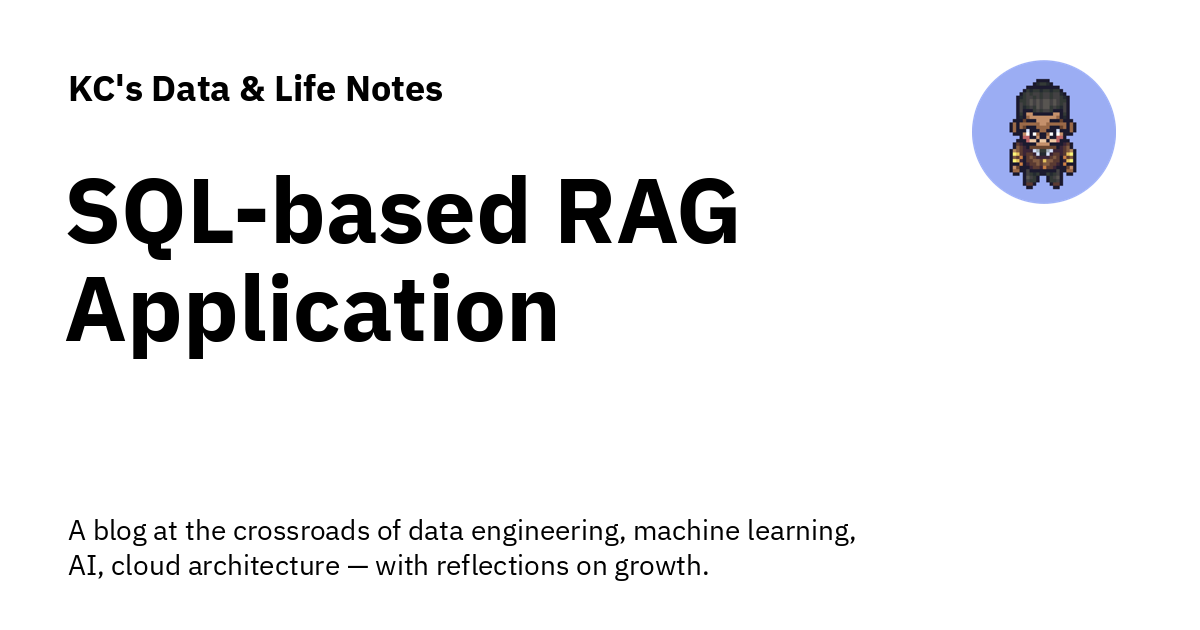 KC's Data & Life Notes
SQL-based RAG
Application
A blog at the crossroads of data engineering, machine learning,
AI, cloud architecture — with reflections on growth.